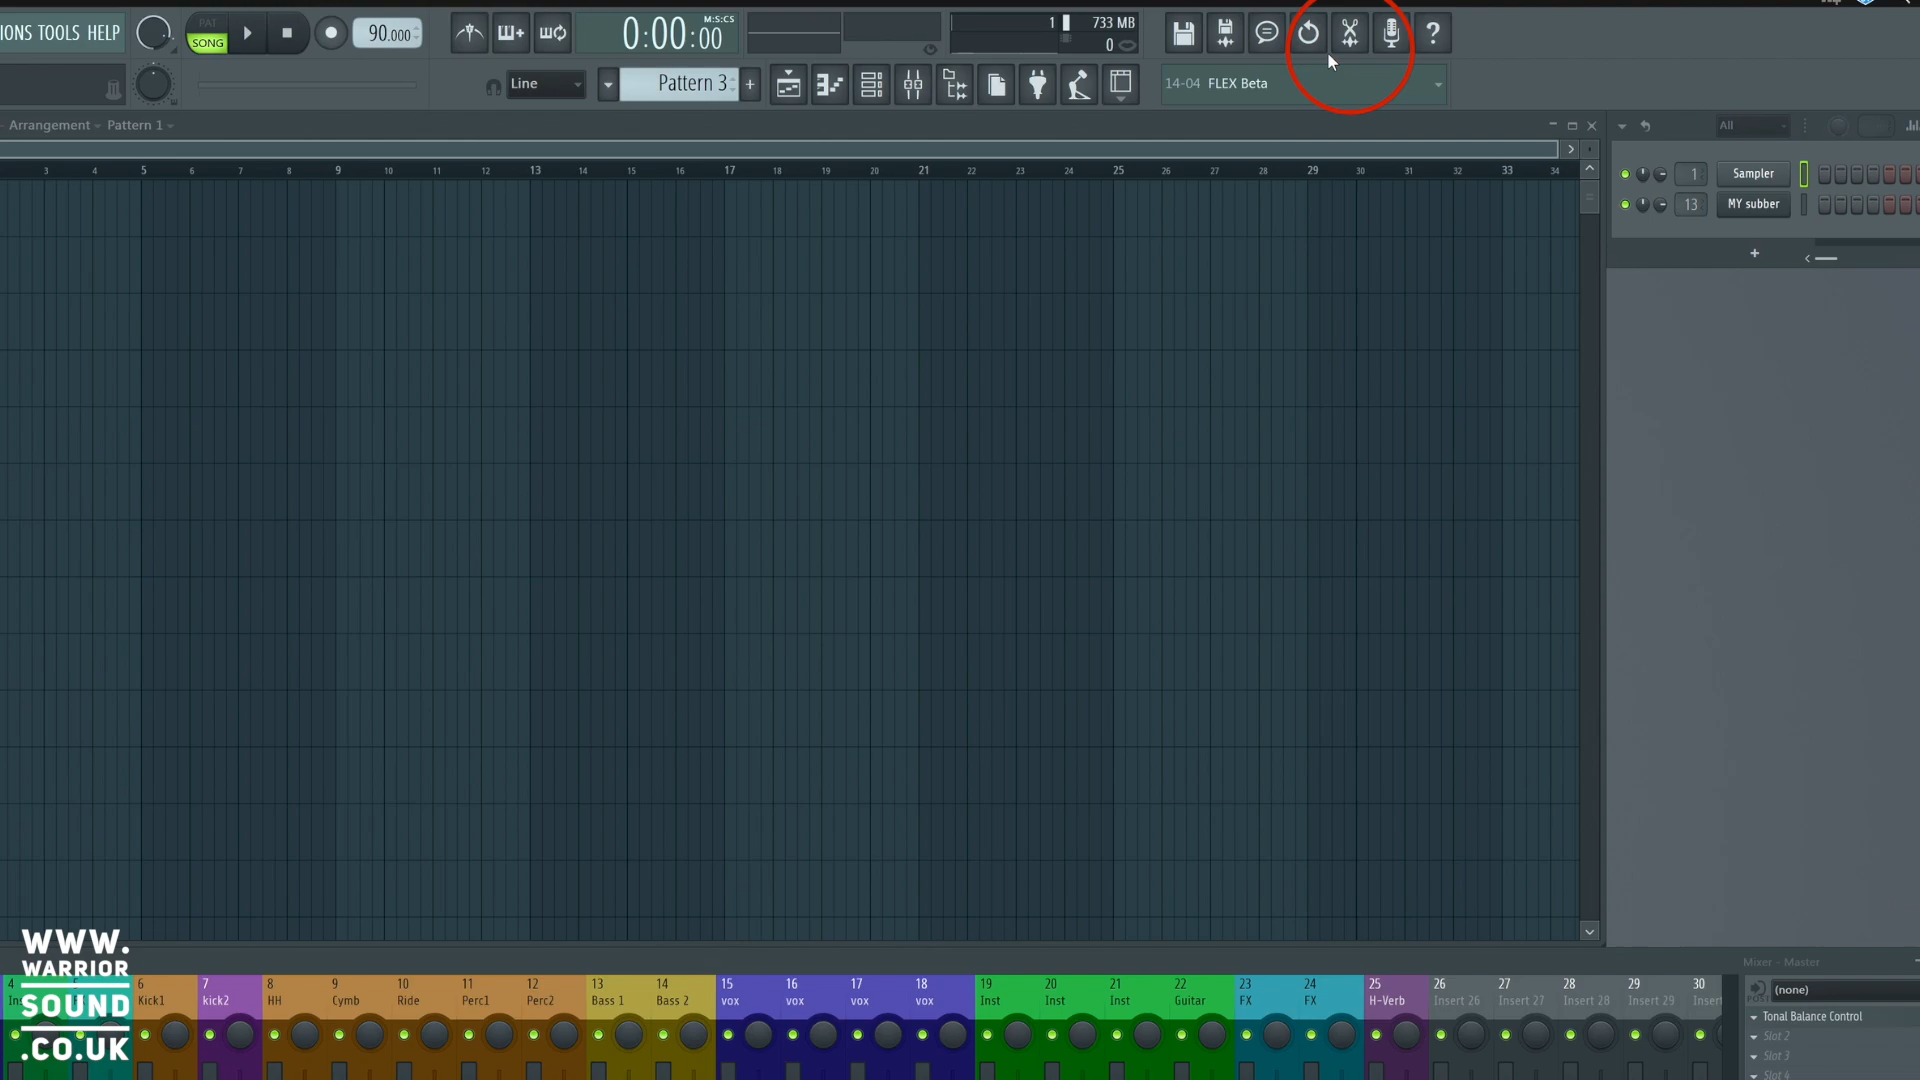 IONS TOOLS HELP
PAT
SONG
90.000
0:00:00
M:S:CS
1
733 MB
0
?
Line
Pattern 3
+
14-04 FLEX Beta
Arrangement
Pattern 1
All
3 4 5 6 7 8 9 10 11 12 13 14 15 16 17 18 19 20 21 22 23 24 25 26 27 28 29 30 31 32 33 34
1 Sampler
13 MY subber
+
WWW.
WARRIOR
SOUND
.CO.UK
Mixer - Master
4 6 7 8 9 10 11 12 13 14 15 16 17 18 19 20 21 22 23 24 25 26 27 28 29 30
Kick1 kick2 HH Cymb Ride Perc1 Perc2 Bass 1 Bass 2 vox vox vox vox Inst Inst Inst Guitar FX FX H-Verb Insert 26 Insert 27 Insert 28 Insert 29 Insert
(none)
POST
Tonal Balance Control
Slot 2
Slot 3
Slot 4